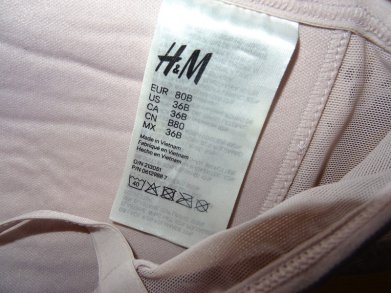 H&M
EUR 80B
US 36B
CA 36B
CN B80
MX 36B
Made in Vietnam
Fabriqué en Vietnam
Hecho en Vietnam
40